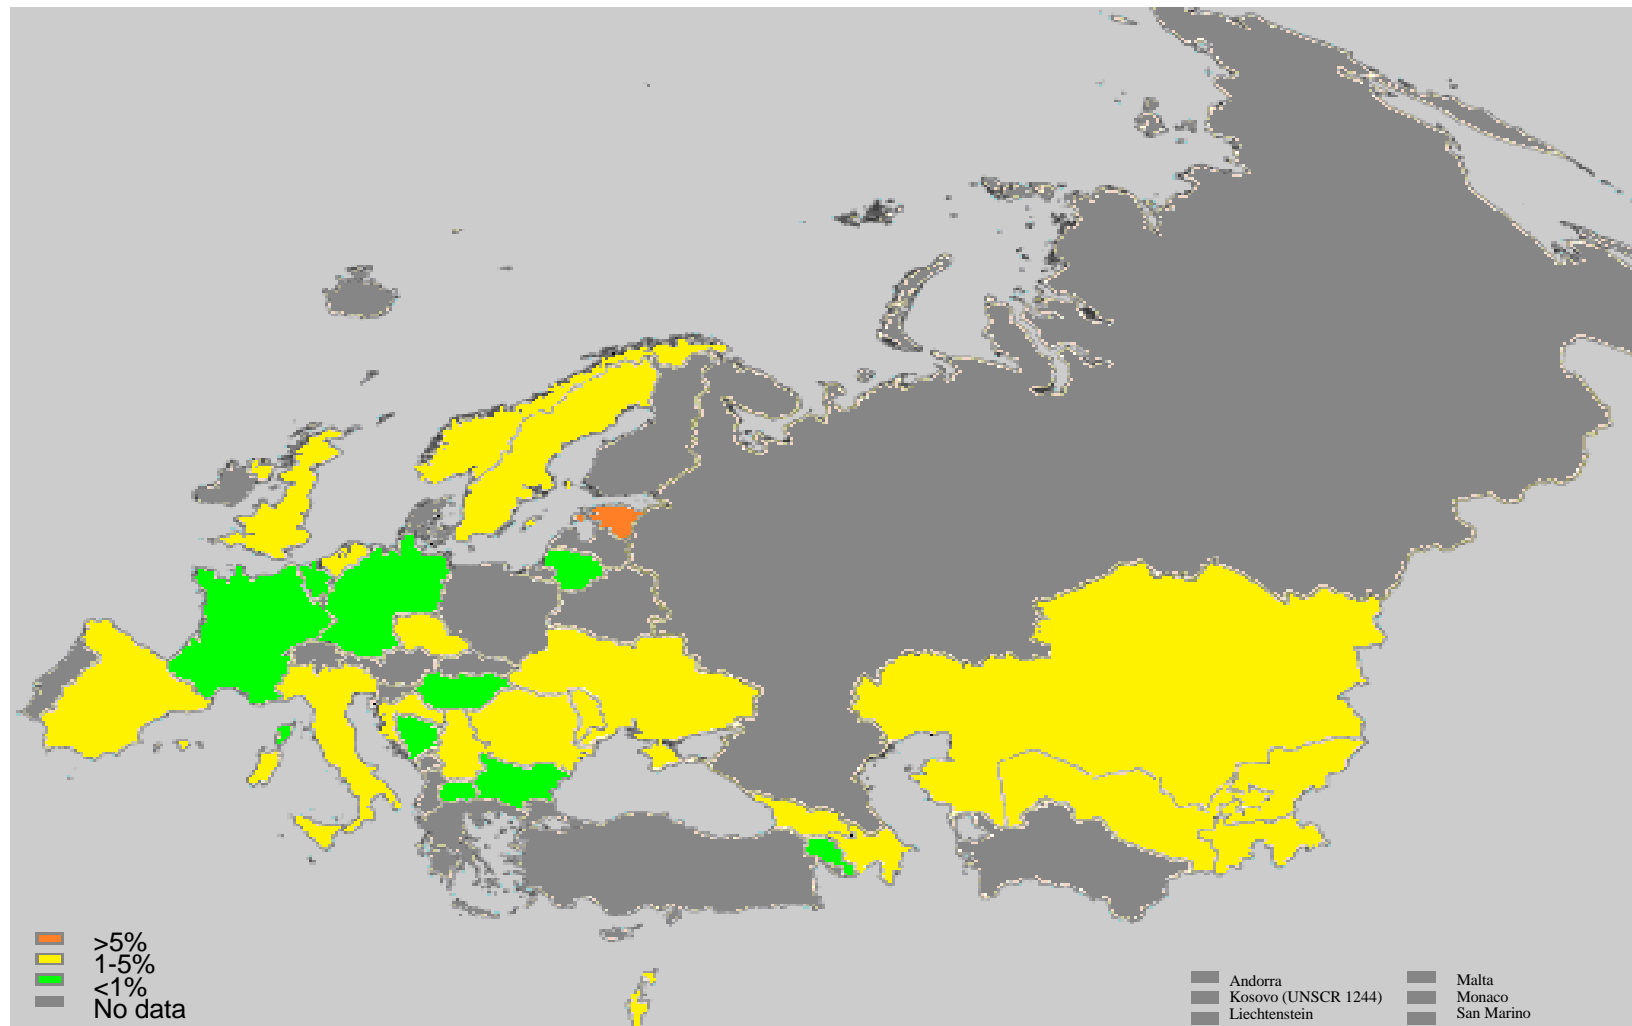 >5%
1-5%
<1%
No data
Andorra
Kosovo (UNSCR 1244)
Liechtenstein
Malta
Monaco
San Marino